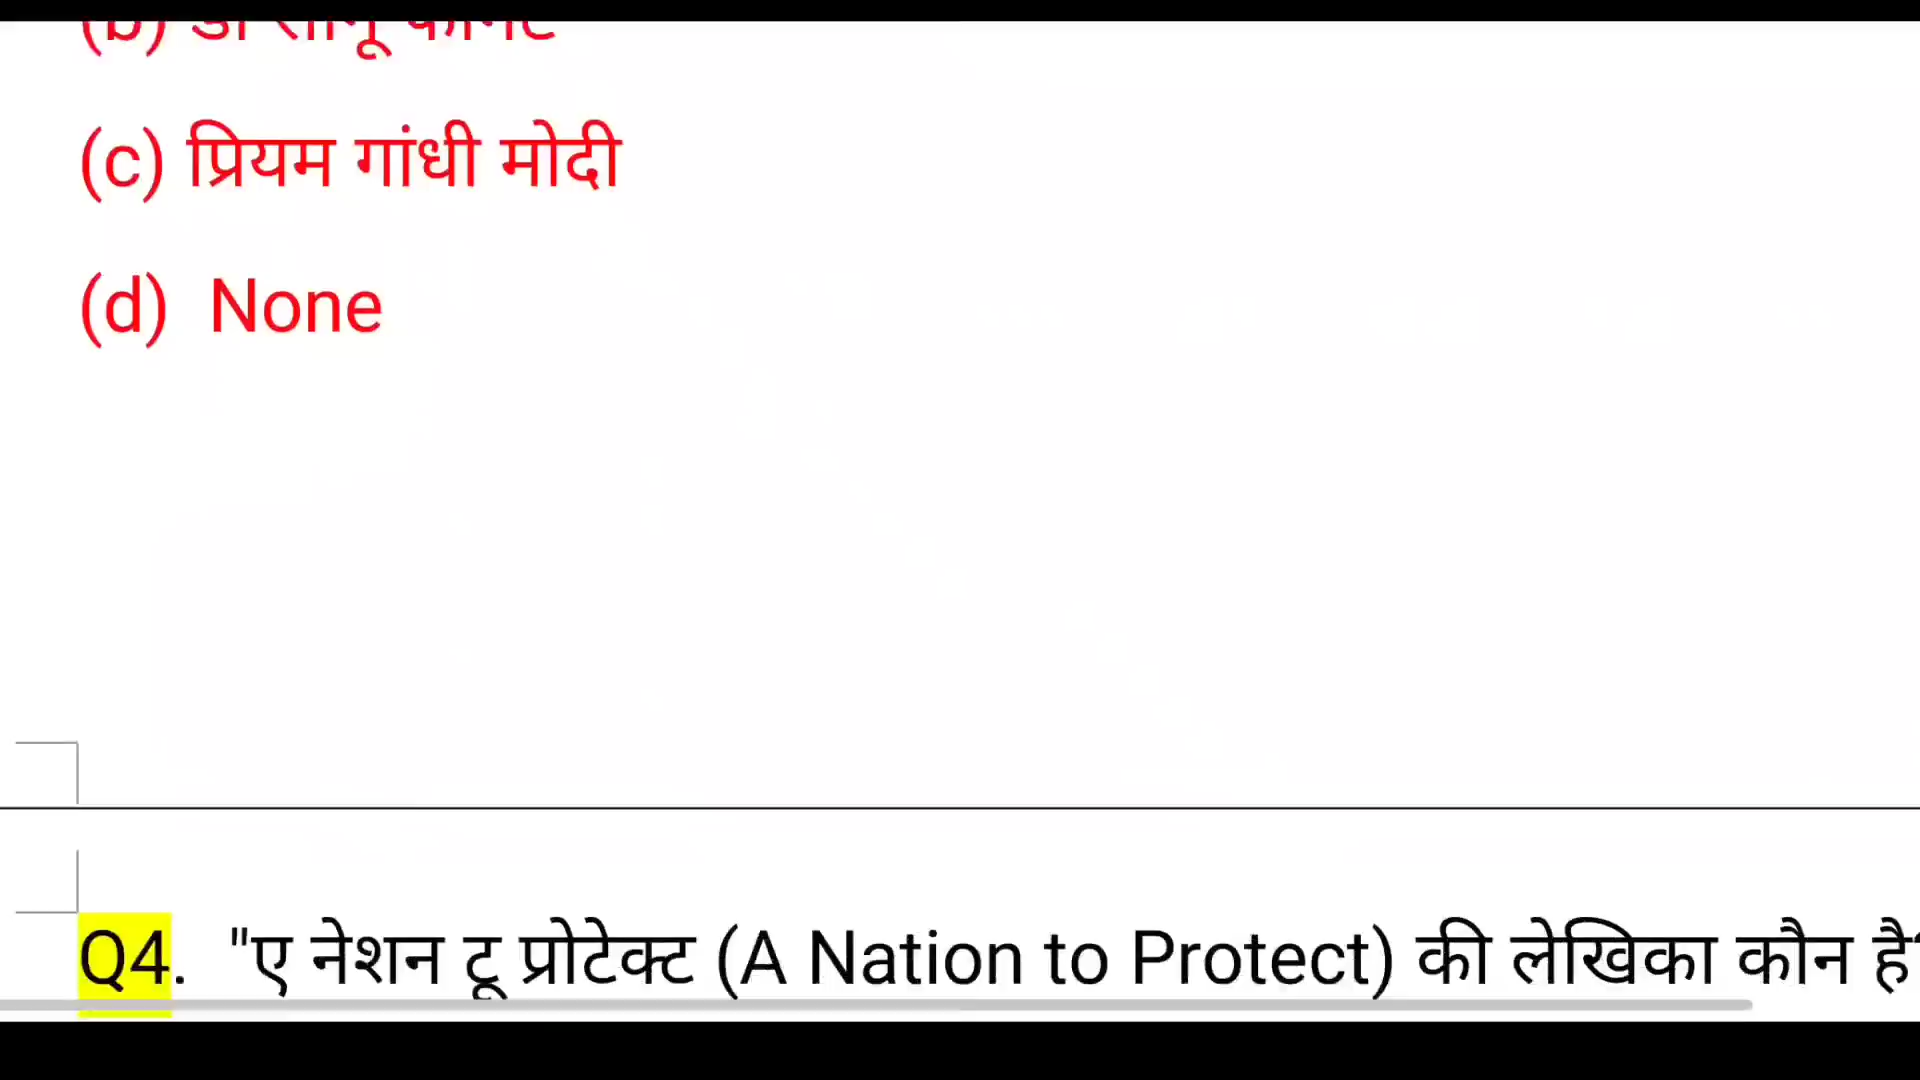 (b) डॉ
(c) प्रियम गांधी मोदी
(d) None
Q4. "ए नेशन टू प्रोटेक्ट (A Nation to Protect) की लेखिका कौन है